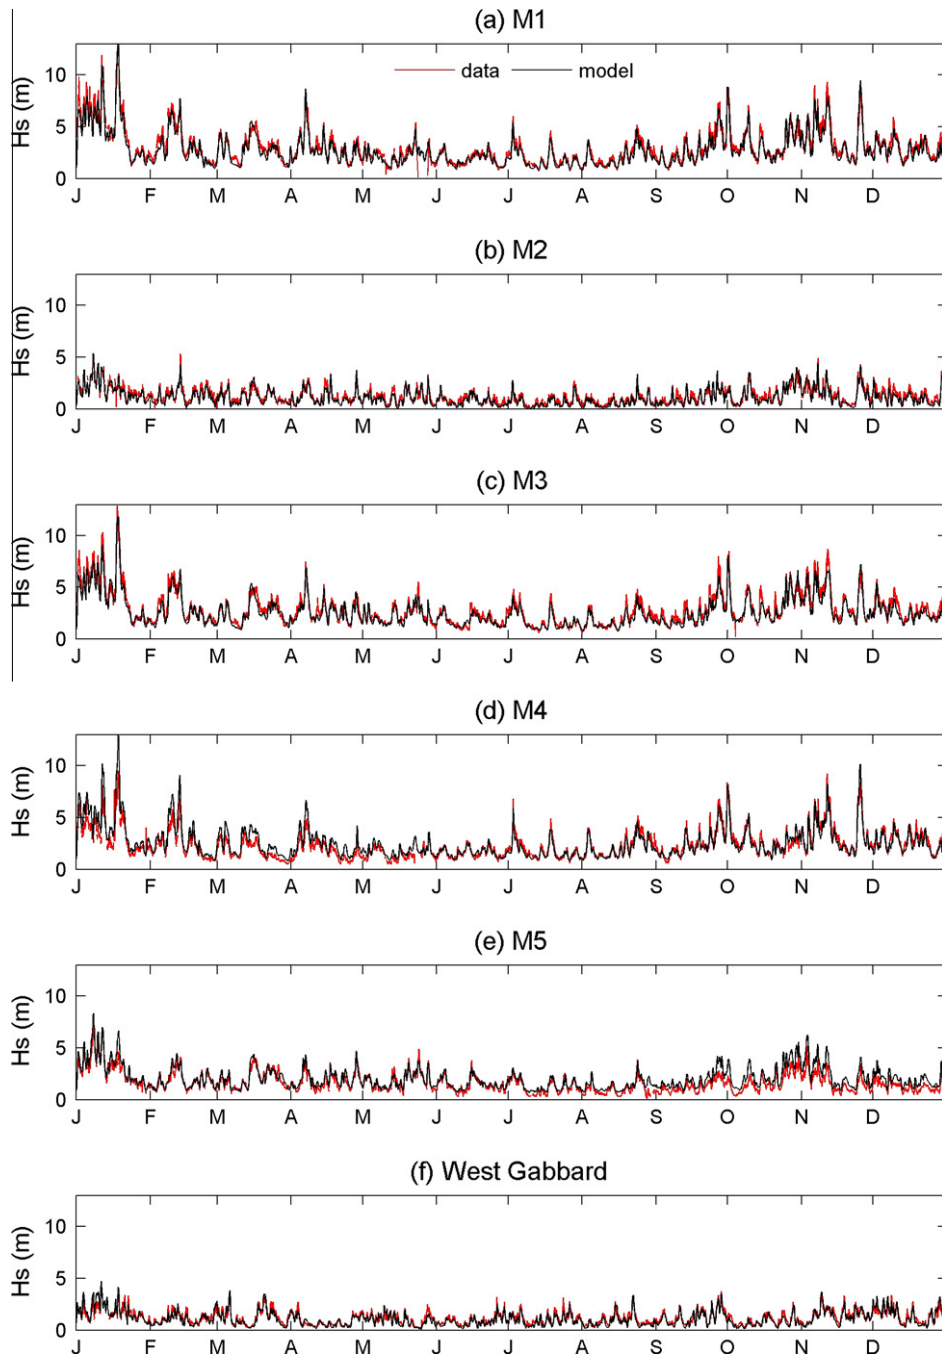 (a) M1
Hs (m)
10
5
0
data
model
J F M A M J J A S O N D
(b) M2
Hs (m)
10
5
0
J F M A M J J A S O N D
(c) M3
Hs (m)
10
5
0
J F M A M J J A S O N D
(d) M4
Hs (m)
10
5
0
J F M A M J J A S O N D
(e) M5
Hs (m)
10
5
0
J F M A M J J A S O N D
(f) West Gabbard
Hs (m)
10
5
0
J F M A M J J A S O N D